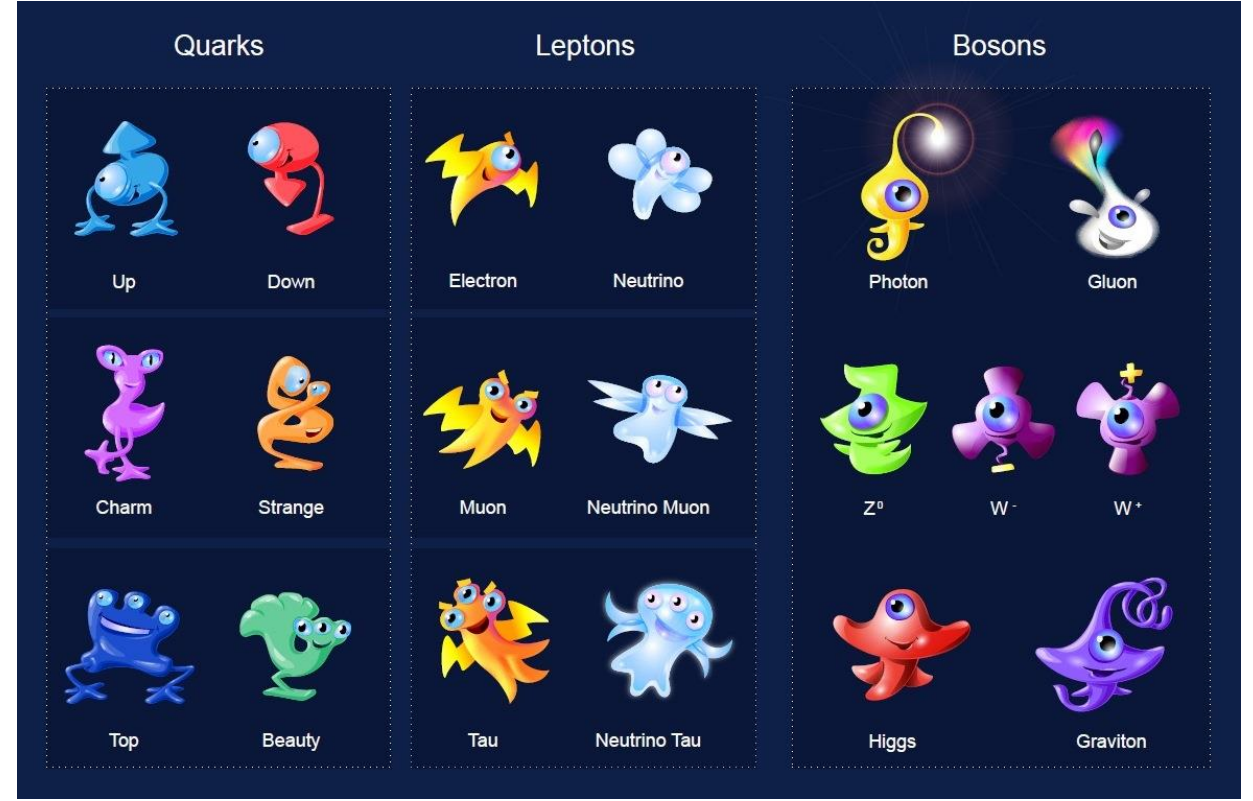 Quarks
Leptons
Bosons
Up
Down
Electron
Neutrino
Photon
Gluon
Charm
Strange
Muon
Neutrino Muon
Z⁰
W⁻
W⁺
Top
Beauty
Tau
Neutrino Tau
Higgs
Graviton